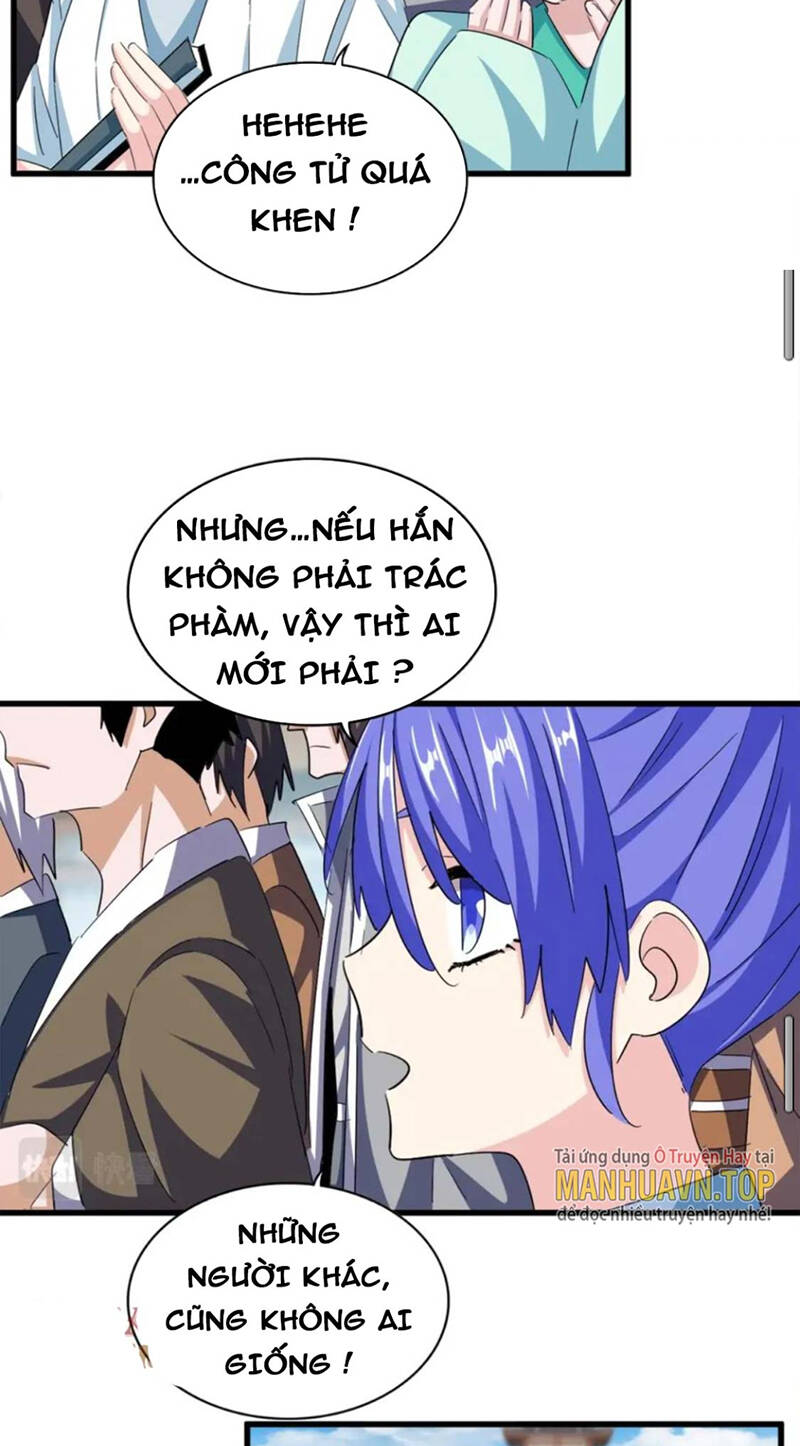 HEHEHE
...CÔNG TỬ QUÁ
KHEN !
NHƯNG...NẾU HẮN
KHÔNG PHẢI TRÁC
PHÀM, VẬY THÌ AI
MỚI PHẢI ?
Tải ứng dụng Ô Truyện Hay tại
MANHUAVN.TOP
để đọc nhiều truyện hay nhé!
NHỮNG
NGƯỜI KHÁC,
CŨNG KHÔNG AI
GIỐNG !